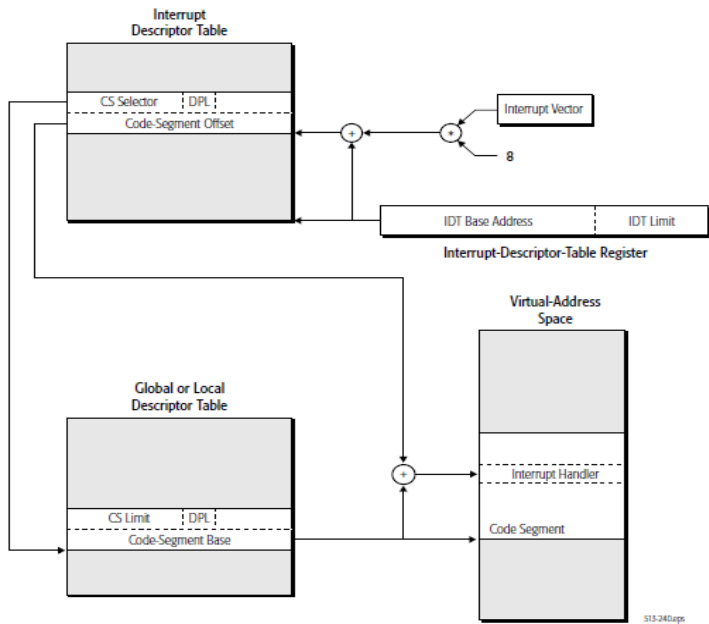 Interrupt
Descriptor Table
CS Selector DPL
Code-Segment Offset
Interrupt Vector
+
*
8
IDT Base Address IDT Limit
Interrupt-Descriptor-Table Register
Virtual-Address
Space
Global or Local
Descriptor Table
+
Interrupt Handler
CS Limit DPL
Code-Segment Base
Code Segment
513-240.eps